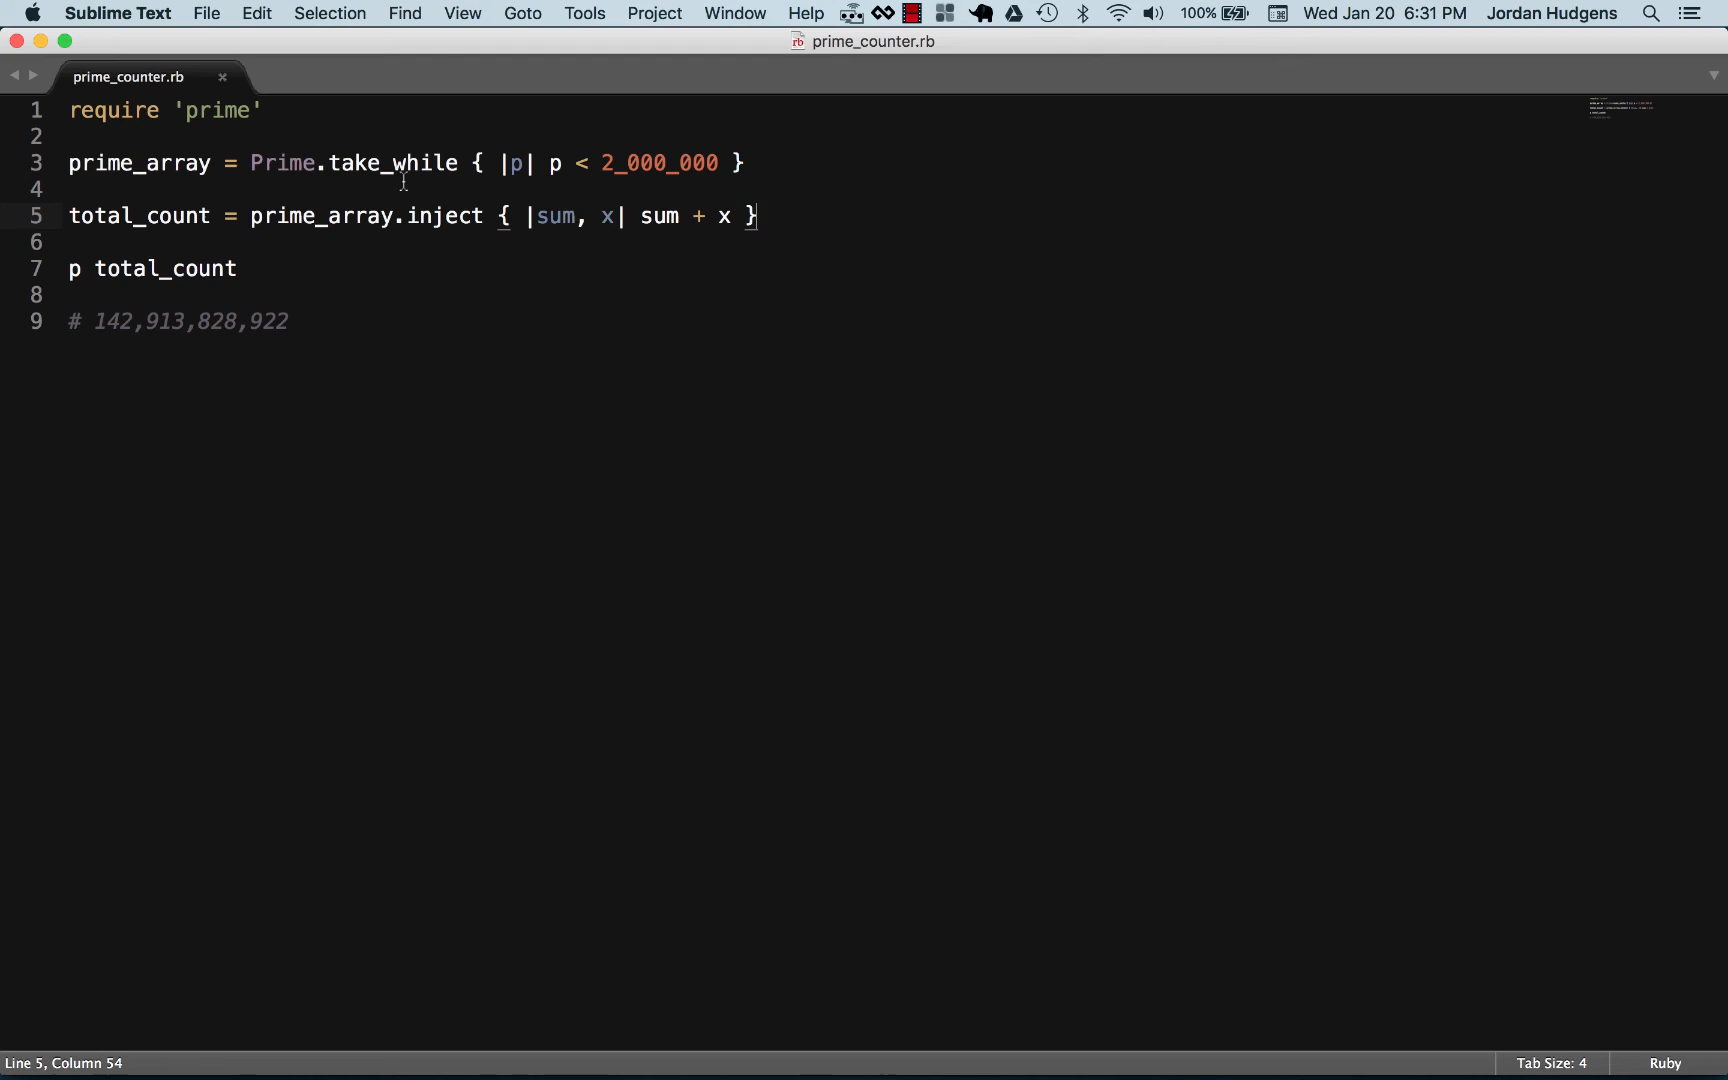 Sublime Text File Edit Selection Find View Goto Tools Project Window Help 100% Wed Jan 20 6:31 PM Jordan Hudgens
prime_counter.rb
prime_counter.rb ×
1 require 'prime'
2
3 prime_array = Prime.take_while { |p| p < 2_000_000 }
4
5 total_count = prime_array.inject { |sum, x| sum + x }
6
7 p total_count
8
9 # 142,913,828,922
Line 5, Column 54 Tab Size: 4 Ruby